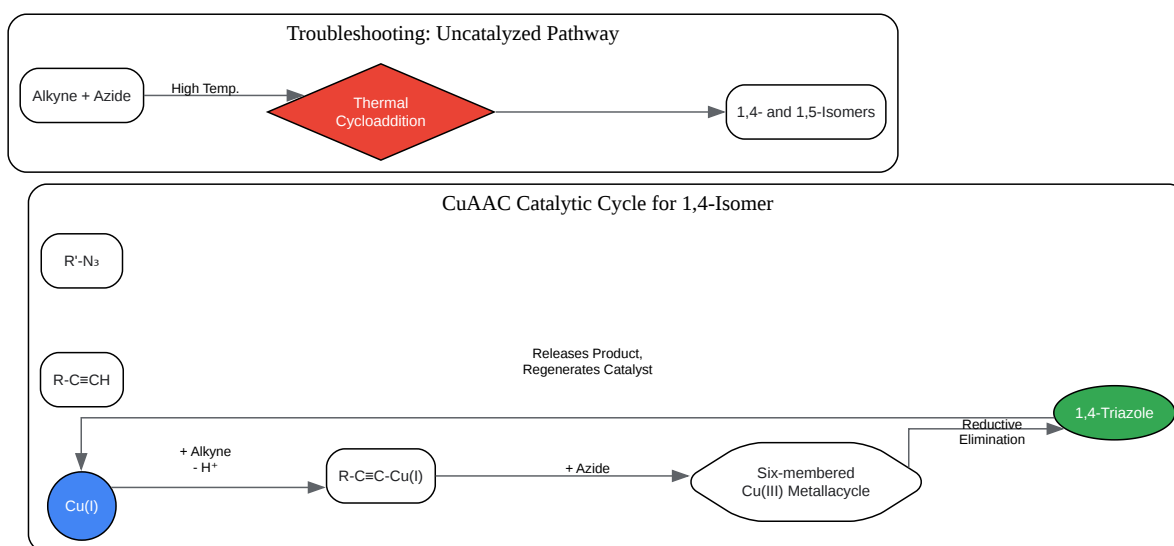 Troubleshooting: Uncatalyzed Pathway
Alkyne + Azide
High Temp.
Thermal
Cycloaddition
1,4- and 1,5-Isomers
CuAAC Catalytic Cycle for 1,4-Isomer
R'-N₃
R-C≡CH
Releases Product,
Regenerates Catalyst
1,4-Triazole
Reductive
Elimination
+ Alkyne
- H⁺
Cu(I)
R-C≡C-Cu(I)
+ Azide
Six-membered
Cu(III) Metallacycle